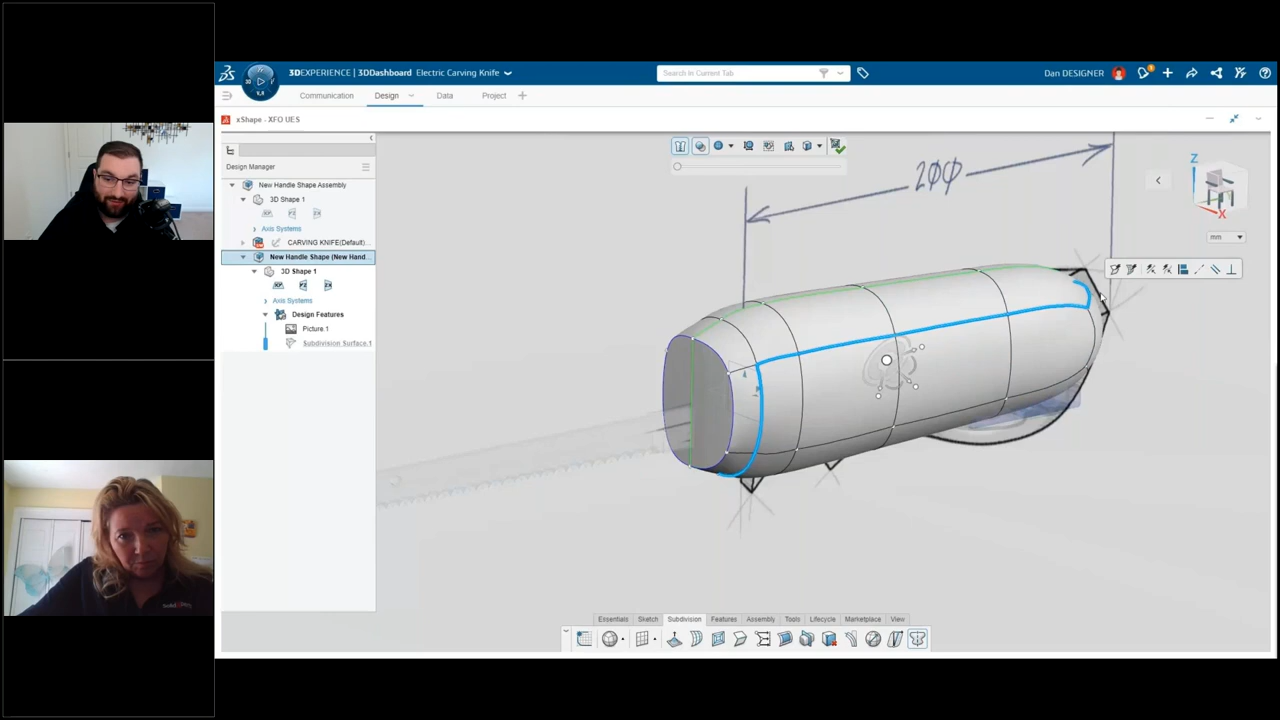 3DEXPERIENCE | 3DDashboard Electric Carving Knife
Search In Current Tab
Dan DESIGNER
Communication
Design
Data
Project
xShape - XFO UES
Design Manager
New Handle Shape Assembly
3D Shape 1
Axis Systems
CARVING KNIFE(Default)...
New Handle Shape (New Hand...
3D Shape 1
Axis Systems
Design Features
Picture.1
Subdivision Surface.1
200
Z
X
mm
Essentials Sketch Subdivision Features Assembly Tools Lifecycle Marketplace View